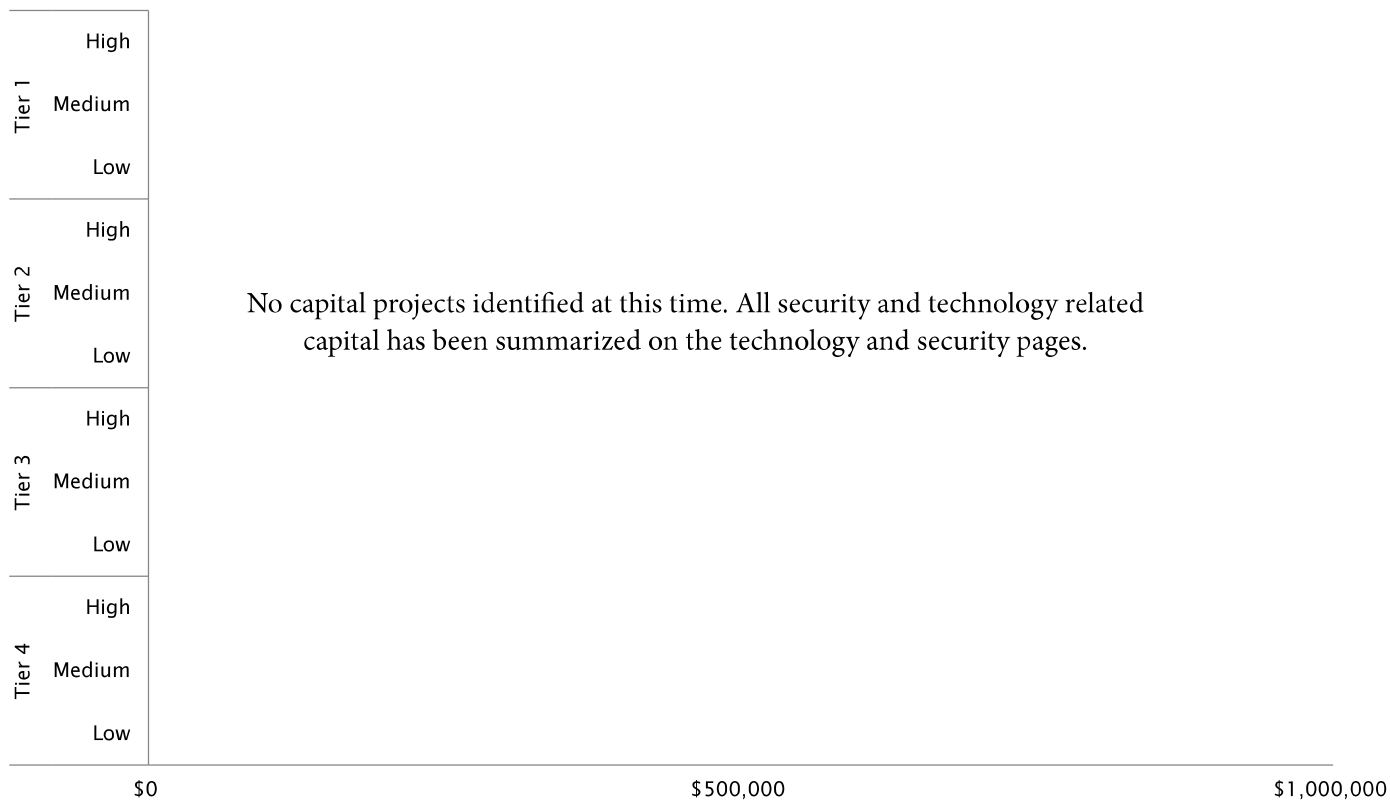 Tier 1
High
Medium
Low
Tier 2
High
Medium
Low
Tier 3
High
Medium
Low
Tier 4
High
Medium
Low
No capital projects identified at this time. All security and technology related
capital has been summarized on the technology and security pages.
$0
$500,000
$1,000,000